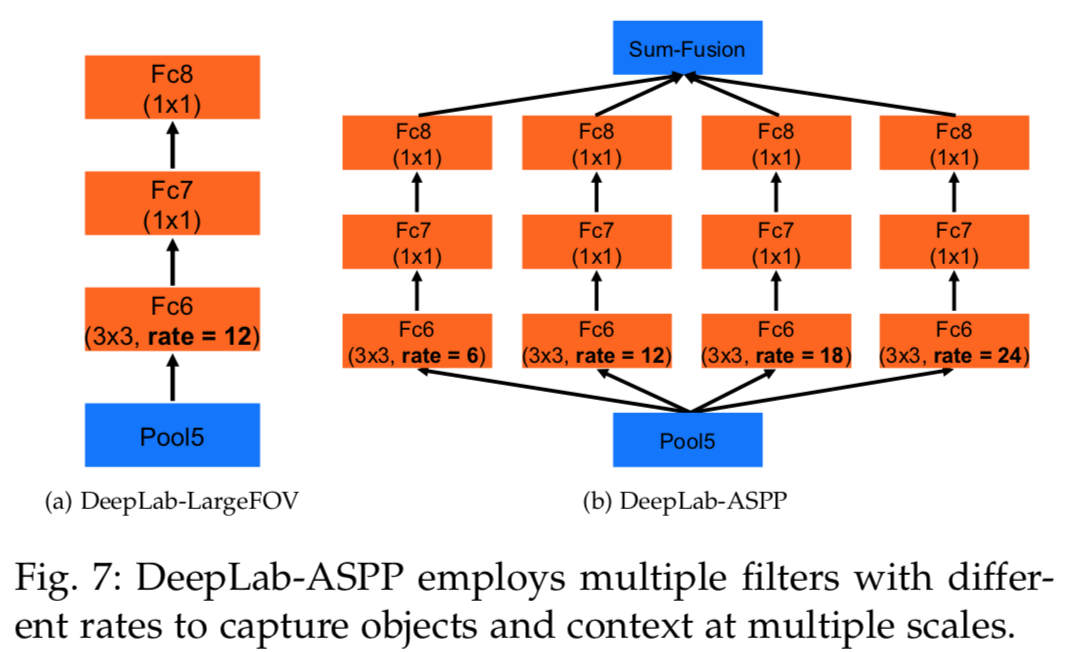 Fc8
(1x1)
Fc7
(1x1)
Fc6
(3x3, rate = 12)
Pool5
(a) DeepLab-LargeFOV
Sum-Fusion
Fc8
(1x1)
Fc8
(1x1)
Fc8
(1x1)
Fc8
(1x1)
Fc7
(1x1)
Fc7
(1x1)
Fc7
(1x1)
Fc7
(1x1)
Fc6
(3x3, rate = 6)
Fc6
(3x3, rate = 12)
Fc6
(3x3, rate = 18)
Fc6
(3x3, rate = 24)
Pool5
(b) DeepLab-ASPP
Fig. 7: DeepLab-ASPP employs multiple filters with differ-
ent rates to capture objects and context at multiple scales.